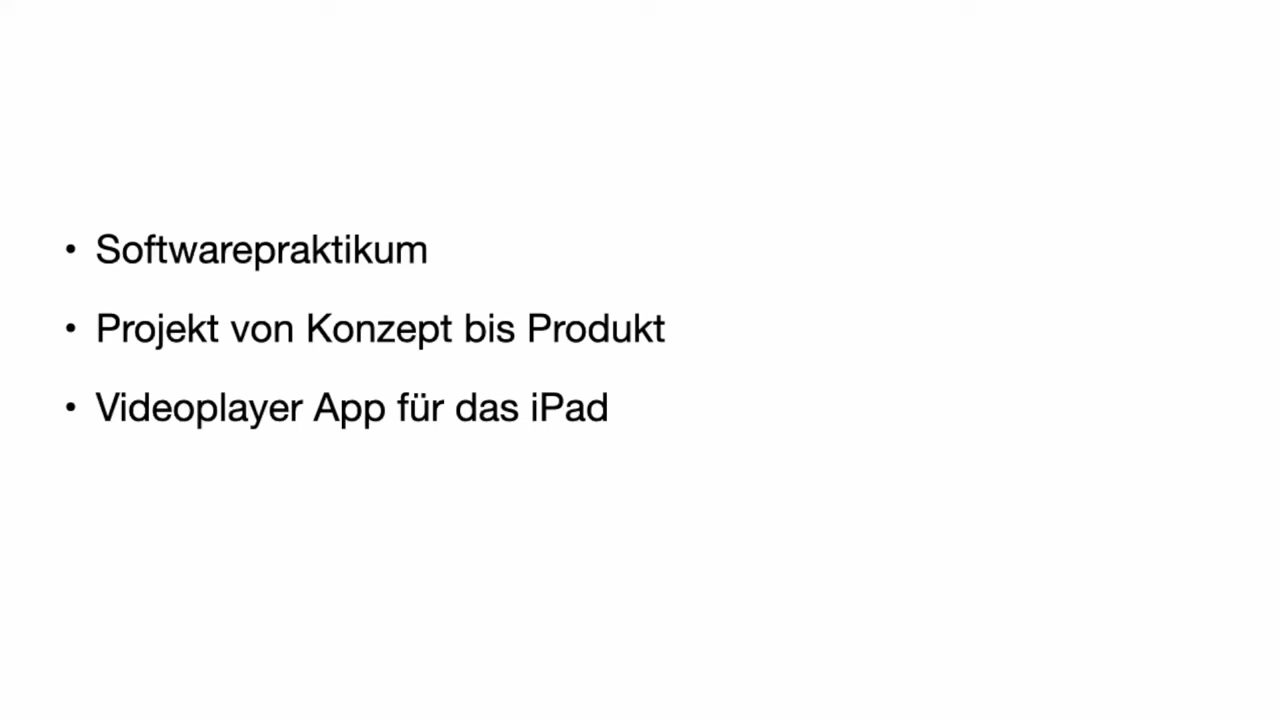 • Softwarepraktikum
• Projekt von Konzept bis Produkt
• Videoplayer App für das iPad